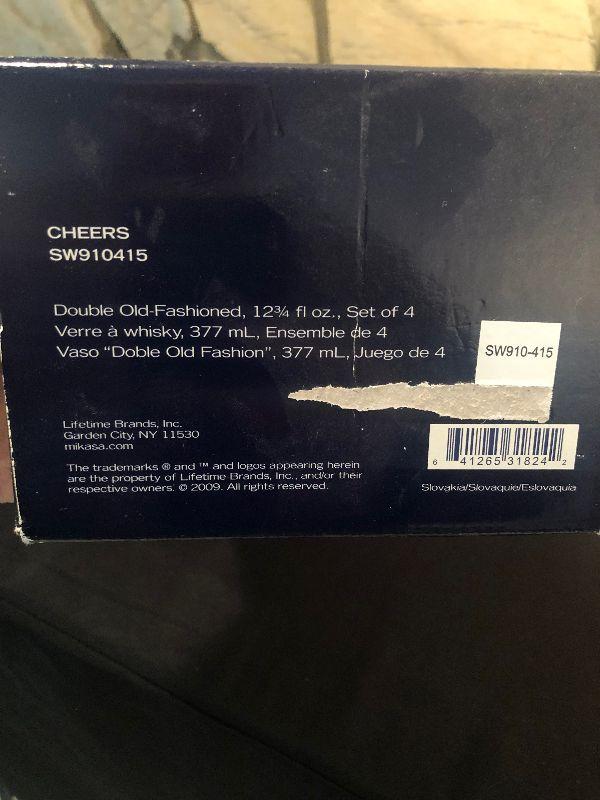 CHEERS
SW910415
Double Old-Fashioned, 12¾ fl oz., Set of 4
Verre à whisky, 377 mL, Ensemble de 4
Vaso “Doble Old Fashion”, 377 mL, Juego de 4
SW910-415
Lifetime Brands, Inc.
Garden City, NY 11530
mikasa.com
The trademarks ® and ™ and logos appearing herein
are the property of Lifetime Brands, Inc., and/or their
respective owners. © 2009. All rights reserved.
6 41265 31824 2
Slovakia/Slovaquie/Eslovaquia